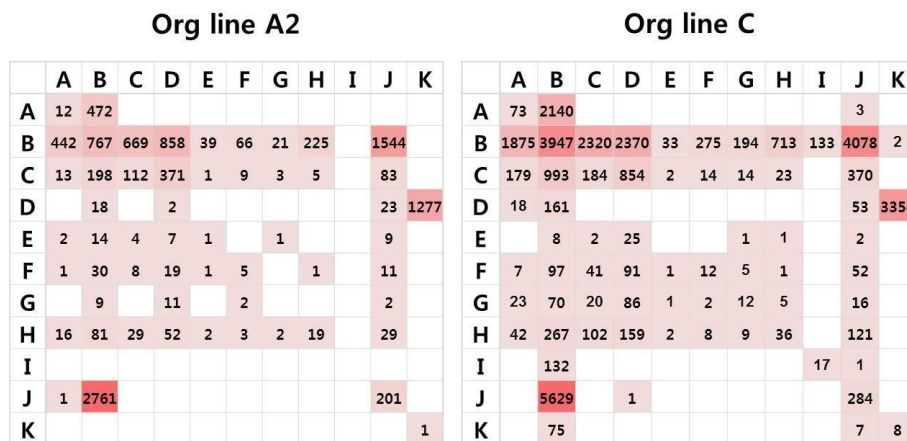 Org line A2 Org line C
A B C D E F G H I J K A B C D E F G H I J K
A 12 472 A 73 2140 3
B 442 767 669 858 39 66 21 225 1544 B 1875 3947 2320 2370 33 275 194 713 133 4078 2
C 13 198 112 371 1 9 3 5 83 C 179 993 184 854 2 14 14 23 370
D 18 2 23 1277 D 18 161 53
E 2 14 4 7 1 1 9 E 8 2 25 1 1 2
F 1 30 8 19 1 5 1 11 F 7 97 41 91 1 12 5 1 52
G 9 11 2 2 G 23 70 20 86 1 2 12 5 16
H 16 81 29 52 2 3 2 19 29 H 42 267 102 159 2 8 9 36 121
I I 132 17 1
J 1 2761 201 J 5629 1 284
K 1 K 75 7 8